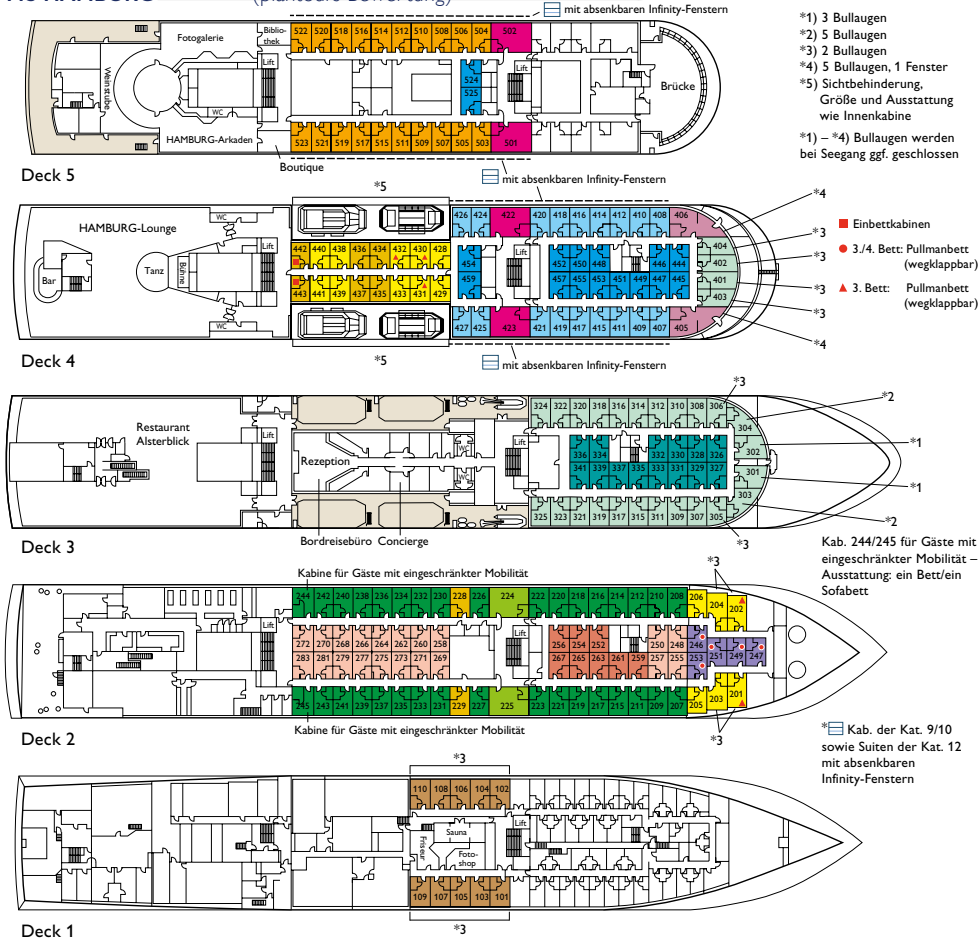 MS HAMBURG (plantours-Bewertung)
mit absenkbaren Infinity-Fenstern
*1) 3 Bullaugen
*2) 5 Bullaugen
*3) 2 Bullaugen
*4) 5 Bullaugen, 1 Fenster
*5) Sichtbehinderung,
Größe und Ausstattung
wie Innenkabine
*1) – *4) Bullaugen werden
bei Seegang ggf. geschlossen
Fotogalerie
Biblio-
thek
522 520 518 516 514 512 510 508 506 504 502
Weinstube
Lift
524
525
Brücke
WC
HAMBURG-Arkaden
523 521 519 517 515 511 509 507 505 503 501
Boutique
Deck 5
mit absenkbaren Infinity-Fenstern
*5
*4
WC
HAMBURG-Lounge
426 424 422 420 418 416 414 412 410 408 406
*3
*3
*3
*3
*4
Lift
442 440 438 436 434 432 430 428
404
402
401
403
Bar
Tanz
Bühne
454
Lift
452 450 448 446 444
443 441 439 437 435 433 431 429
459
457 455 453 451 449 447 445
WC
427 425 423 421 419 417 415 411 409 407 405
Einbettkabinen
3./4. Bett: Pullmanbett
(wegklappbar)
3. Bett: Pullmanbett
(wegklappbar)
Deck 4
*5
mit absenkbaren Infinity-Fenstern
*3
*2
*1
*1
*2
324 322 320 318 316 314 312 310 308 306
304
302
301
303
Restaurant
Alsterblick
Lift
Rezeption
WC
WC
Lift
336 334 332 330 328 326
341 339 337 335 333 331 329 327
325 323 321 319 317 315 311 309 307 305
Bordreisebüro Concierge
*3
Deck 3
Kab. 244/245 für Gäste mit
eingeschränkter Mobilität –
Ausstattung: ein Bett/ein
Sofabett
Kabine für Gäste mit eingeschränkter Mobilität
*3
244 242 240 238 236 234 230 228 226 224 222 220 218 216 214 212 210 208 206 204 202
272 270 268 266 264 262 260 258
Lift
256 254 252 250 248 246
283 281 279 277 275 273 271 269
267 265 263 261 259 257 255 253 251 249 247
245 243 241 239 237 235 233 231 229 227 225 223 221 219 217 215 211 209 207 205 203 201
Kabine für Gäste mit eingeschränkter Mobilität
*3
Deck 2
* Kab. der Kat. 9/10
sowie Suiten der Kat. 12
mit absenkbaren
Infinity-Fenstern
*3
110 108 106 104 102
Friseur
Sauna
Foto-
shop
Lift
109 107 105 103 101
*3
Deck 1